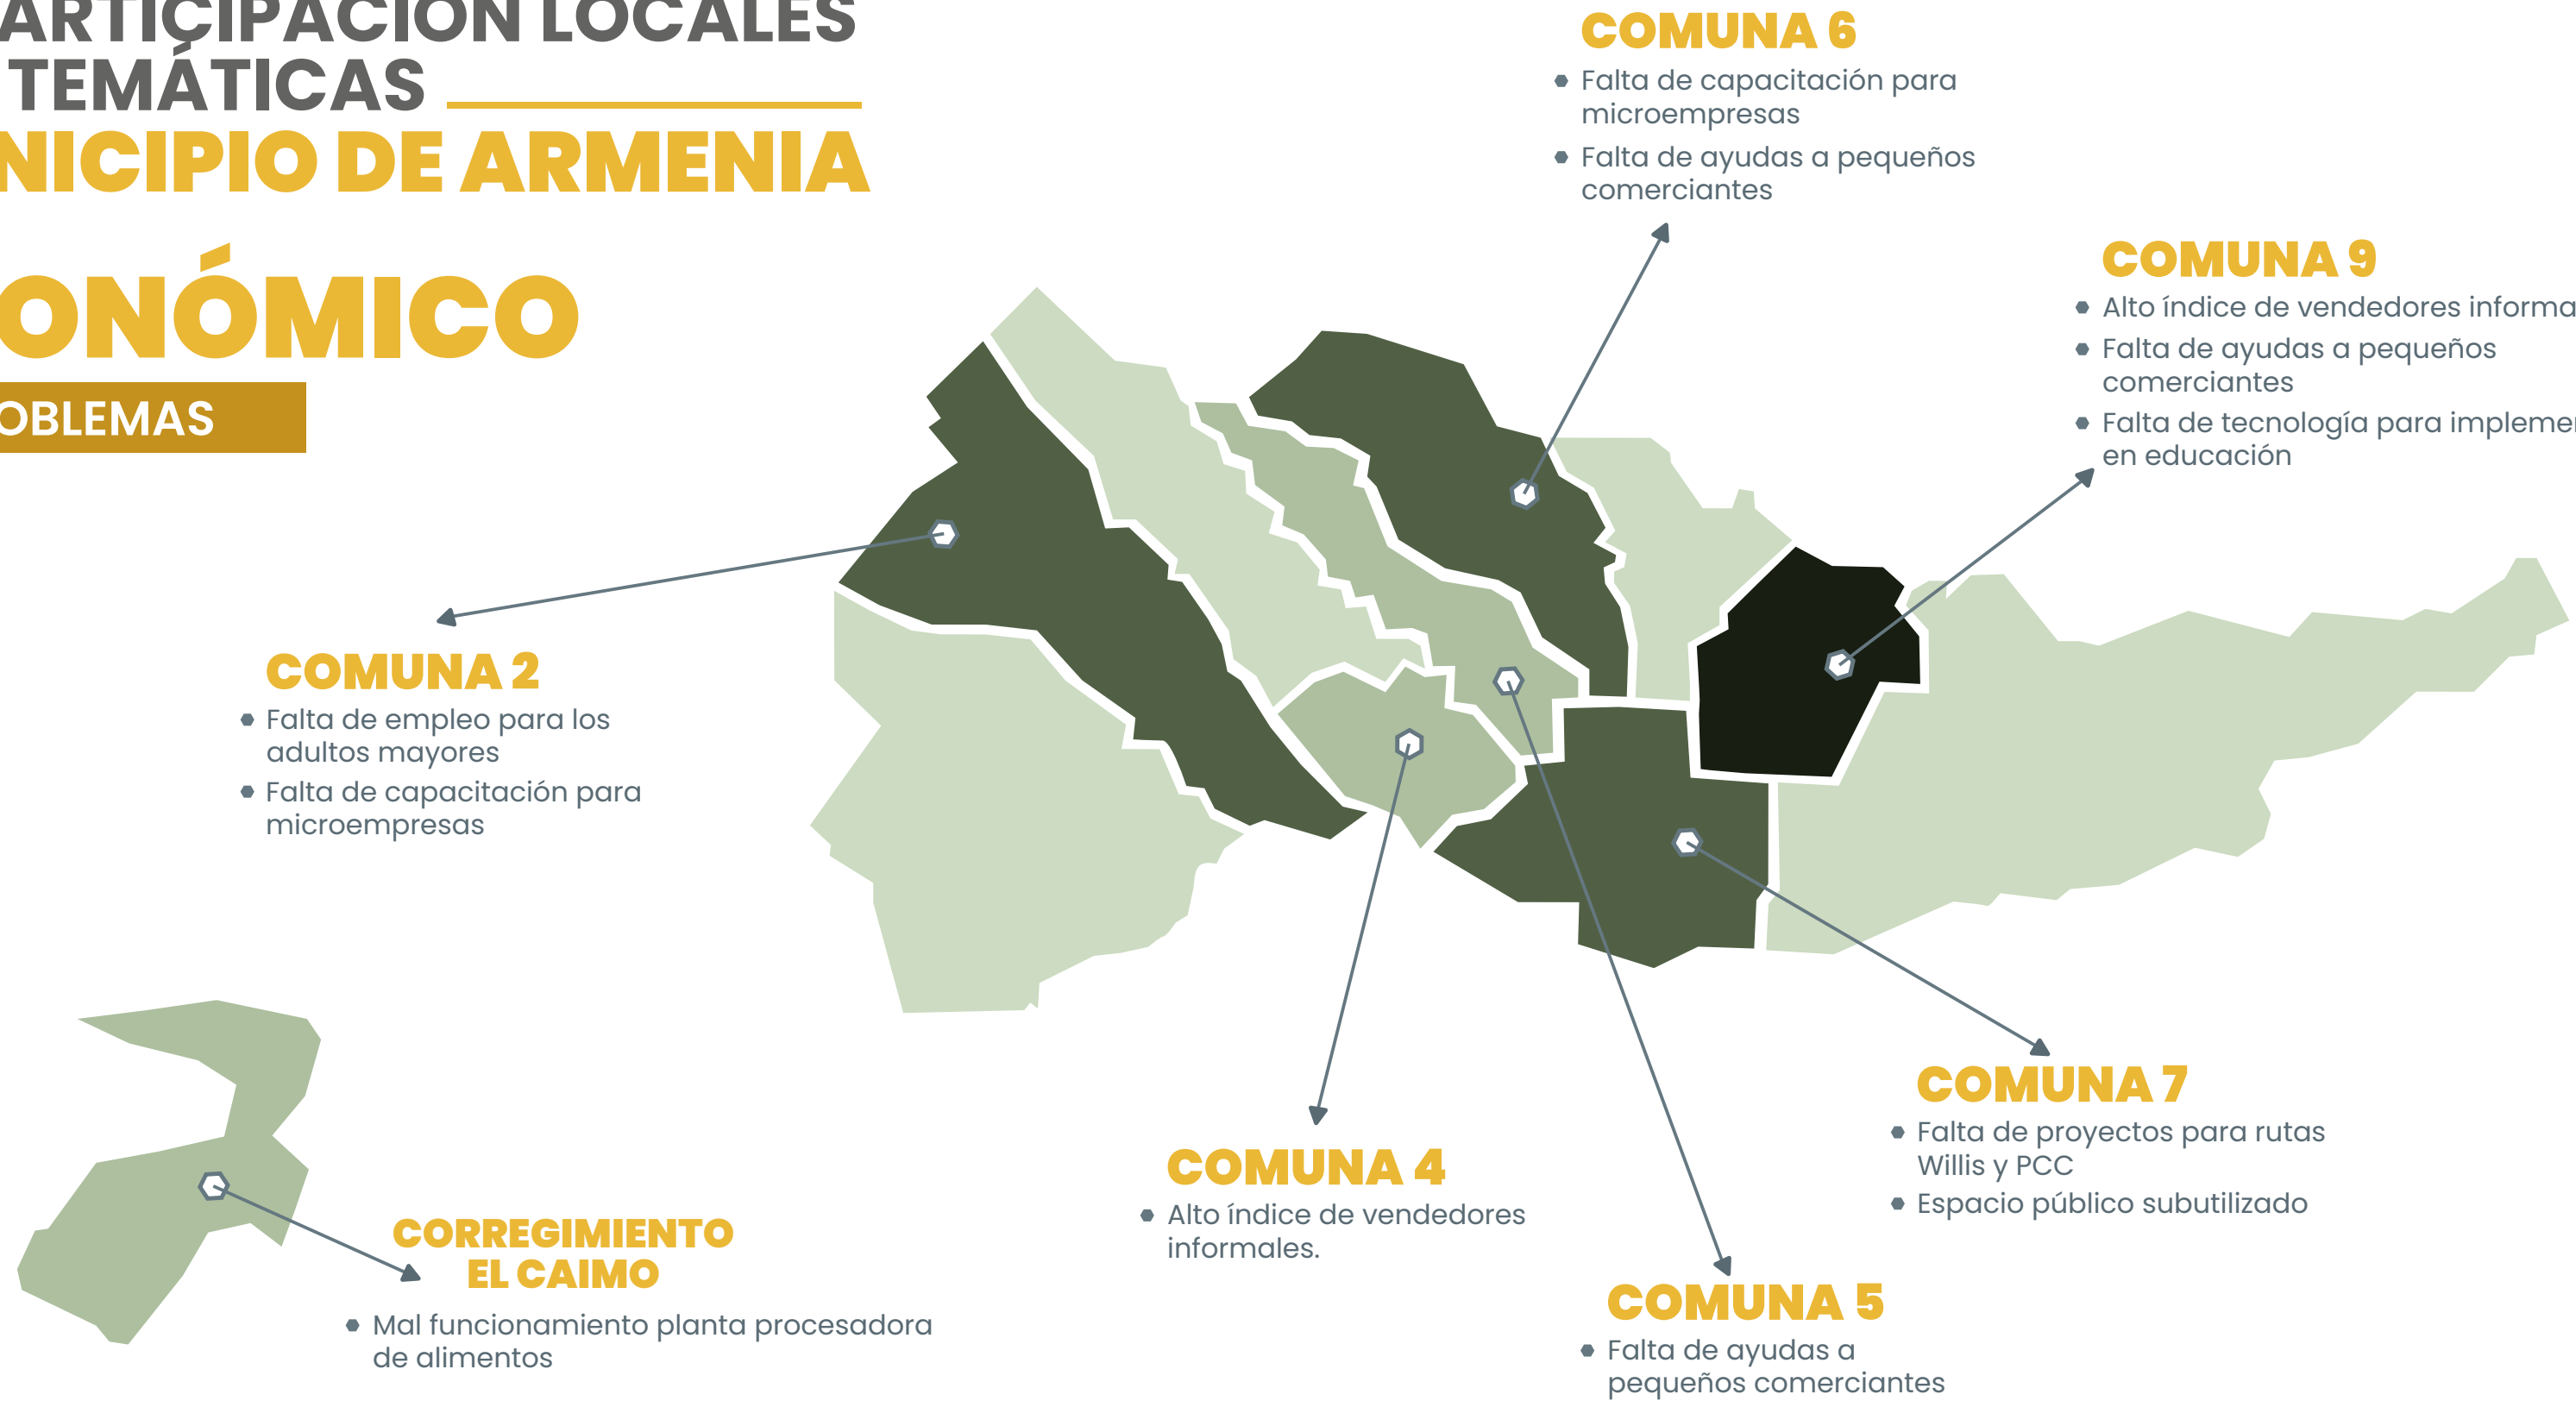 ARTICIPACIÓN LOCALES
TEMÁTICAS
NICIPIO DE ARMENIA
ONÓMICO
OBLEMAS
COMUNA 6
Falta de capacitación para
microempresas
Falta de ayudas a pequeños
comerciantes
COMUNA 9
Alto índice de vendedores informa
Falta de ayudas a pequeños
comerciantes
Falta de tecnología para impleme
en educación
COMUNA 2
Falta de empleo para los
adultos mayores
Falta de capacitación para
microempresas
COMUNA 4
Alto índice de vendedores
informales.
COMUNA 7
Falta de proyectos para rutas
Willis y PCC
Espacio público subutilizado
CORREGIMIENTO
EL CAIMO
Mal funcionamiento planta procesadora
de alimentos
COMUNA 5
Falta de ayudas a
pequeños comerciantes